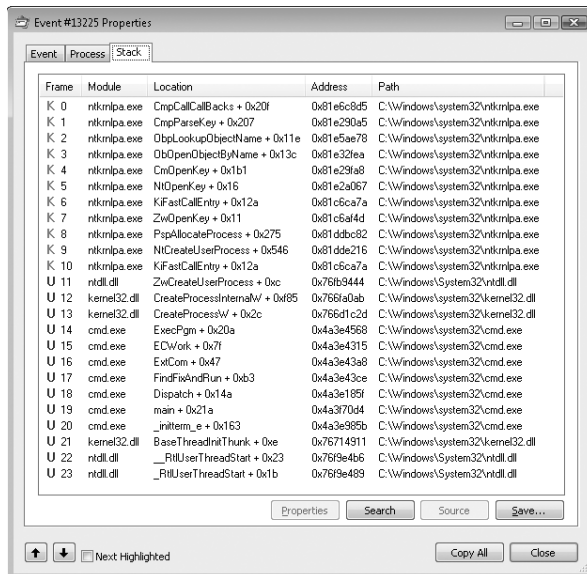 Event #13225 Properties
Event Process Stack
Frame Module Location Address Path
K 0 ntkrnlpa.exe CmpCallCallBacks + 0x20f 0x81e6c8d5 C:\Windows\system32\ntkrnlpa.exe
K 1 ntkrnlpa.exe CmpParseKey + 0x207 0x81e290a5 C:\Windows\system32\ntkrnlpa.exe
K 2 ntkrnlpa.exe ObpLookupObjectName + 0x11e 0x81e5ae78 C:\Windows\system32\ntkrnlpa.exe
K 3 ntkrnlpa.exe ObOpenObjectByName + 0x13c 0x81e32fea C:\Windows\system32\ntkrnlpa.exe
K 4 ntkrnlpa.exe CmOpenKey + 0x1b1 0x81e29fa8 C:\Windows\system32\ntkrnlpa.exe
K 5 ntkrnlpa.exe NtOpenKey + 0x16 0x81e2a067 C:\Windows\system32\ntkrnlpa.exe
K 6 ntkrnlpa.exe KiFastCallEntry + 0x12a 0x81c6ca7a C:\Windows\system32\ntkrnlpa.exe
K 7 ntkrnlpa.exe ZwOpenKey + 0x11 0x81c6af4d C:\Windows\system32\ntkrnlpa.exe
K 8 ntkrnlpa.exe PspAllocateProcess + 0x275 0x81ddbc82 C:\Windows\system32\ntkrnlpa.exe
K 9 ntkrnlpa.exe NtCreateUserProcess + 0x546 0x81dde216 C:\Windows\system32\ntkrnlpa.exe
K 10 ntkrnlpa.exe KiFastCallEntry + 0x12a 0x81c6ca7a C:\Windows\system32\ntkrnlpa.exe
U 11 ntdll.dll ZwCreateUserProcess + 0xc 0x76fb9444 C:\Windows\System32\ntdll.dll
U 12 kernel32.dll CreateProcessInternalW + 0xf85 0x766fa0ab C:\Windows\system32\kernel32.dll
U 13 kernel32.dll CreateProcessW + 0x2c 0x766d1c2d C:\Windows\system32\kernel32.dll
U 14 cmd.exe ExecPgm + 0x20a 0x4a3e4568 C:\Windows\system32\cmd.exe
U 15 cmd.exe ECWork + 0x7f 0x4a3e4315 C:\Windows\system32\cmd.exe
U 16 cmd.exe ExtCom + 0x47 0x4a3e43a8 C:\Windows\system32\cmd.exe
U 17 cmd.exe FindFixAndRun + 0xb3 0x4a3e43ce C:\Windows\system32\cmd.exe
U 18 cmd.exe Dispatch + 0x14a 0x4a3e185f C:\Windows\system32\cmd.exe
U 19 cmd.exe main + 0x21a 0x4a3f70d4 C:\Windows\system32\cmd.exe
U 20 cmd.exe _initterm_e + 0x163 0x4a3e985b C:\Windows\system32\cmd.exe
U 21 kernel32.dll BaseThreadInitThunk + 0xe 0x76714911 C:\Windows\system32\kernel32.dll
U 22 ntdll.dll __RtlUserThreadStart + 0x23 0x76f9e4b6 C:\Windows\System32\ntdll.dll
U 23 ntdll.dll _RtlUserThreadStart + 0x1b 0x76f9e489 C:\Windows\System32\ntdll.dll
Properties Search Source Save...
Next Highlighted Copy All Close